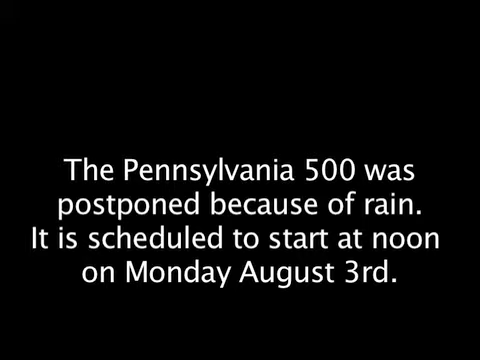 The Pennsylvania 500 was
postponed because of rain.
It is scheduled to start at noon
on Monday August 3rd.